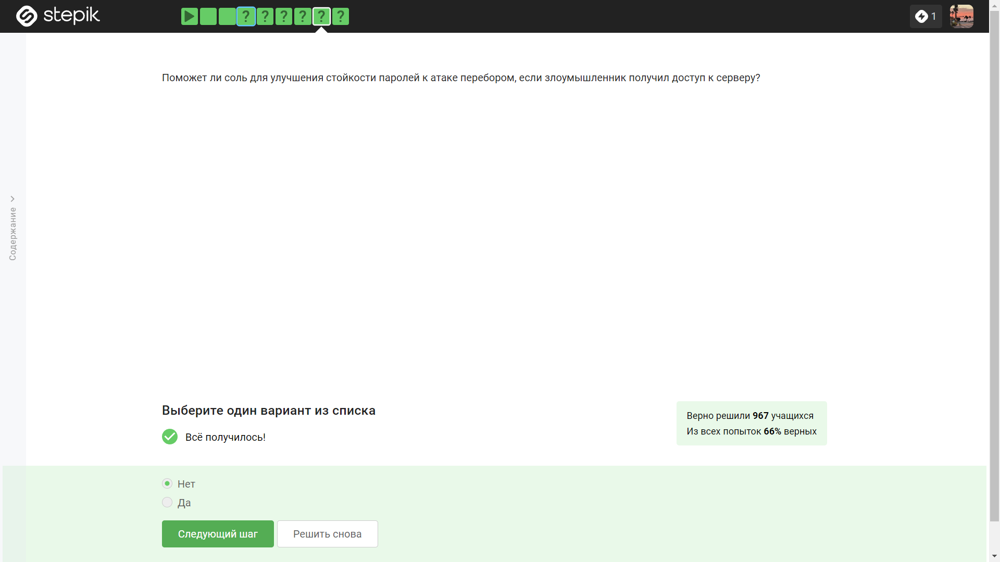 stepik
? ? ? ? ? ?
1
Поможет ли соль для улучшения стойкости паролей к атаке перебором, если злоумышленник получил доступ к серверу?
Содержание
Выберите один вариант из списка
Всё получилось!
Верно решили 967 учащихся
Из всех попыток 66% верных
Нет
Да
Следующий шаг
Решить снова